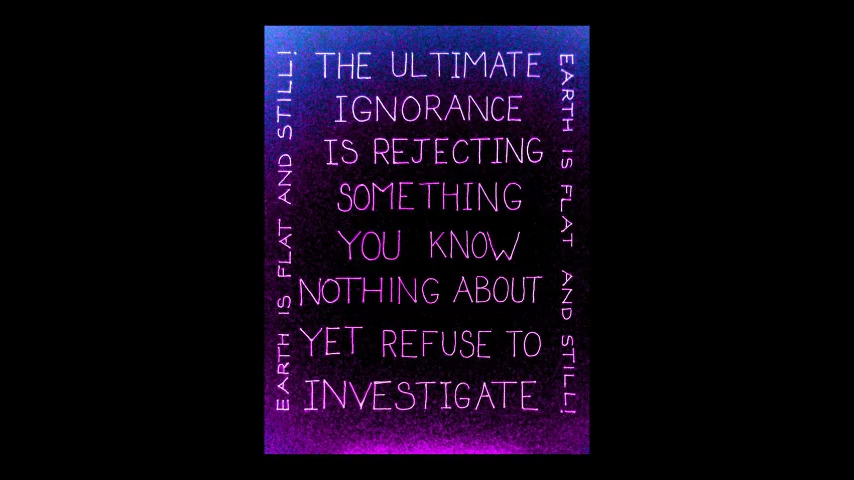 THE ULTIMATE
IGNORANCE
IS REJECTING
SOMETHING
YOU KNOW
NOTHING ABOUT
YET REFUSE TO
INVESTIGATE
EARTH IS FLAT AND STILL!
EARTH IS FLAT AND STILL!